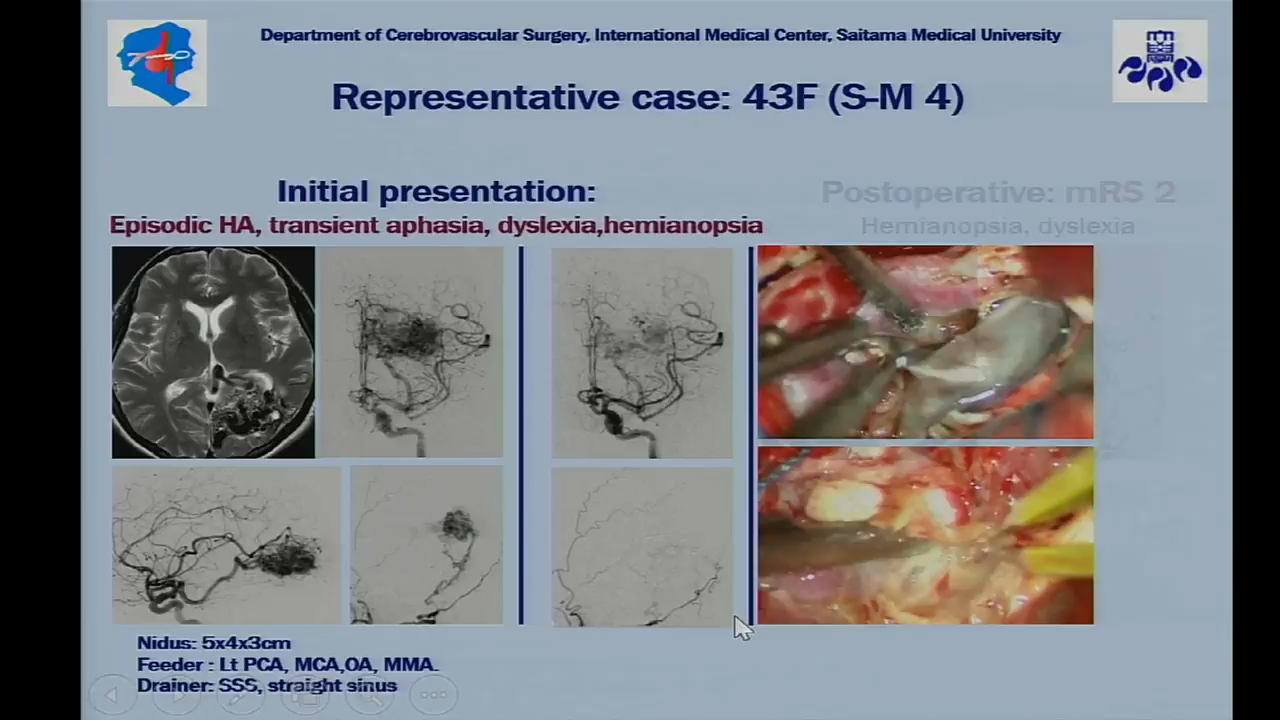 Department of Cerebrovascular Surgery, International Medical Center, Saitama Medical University
Representative case: 43F (S-M 4)
Initial presentation:
Episodic HA, transient aphasia, dyslexia,hemianopsia
Postoperative: mRS 2
Hemianopsia, dyslexia
Nidus: 5x4x3cm
Feeder : Lt PCA, MCA,OA, MMA.
Drainer: SSS, straight sinus